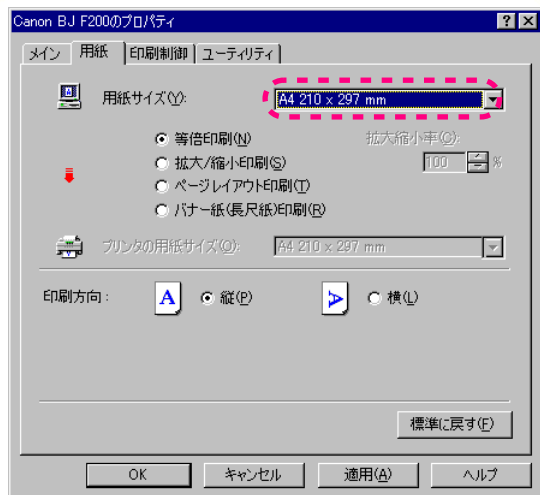 Canon BJ F200のプロパティ
メイン 用紙 印刷制御 ユーティリティ
用紙サイズ(Y): A4 210 x 297 mm
等倍印刷(N) 拡大縮小率(C):
拡大/縮小印刷(S) 100 %
ページレイアウト印刷(T)
バナー紙(長尺紙)印刷(R)
プリンタの用紙サイズ(O): A4 210 x 297 mm
印刷方向: A 縦(P) A 横(L)
標準に戻す(F)
OK キャンセル 適用(A) ヘルプ